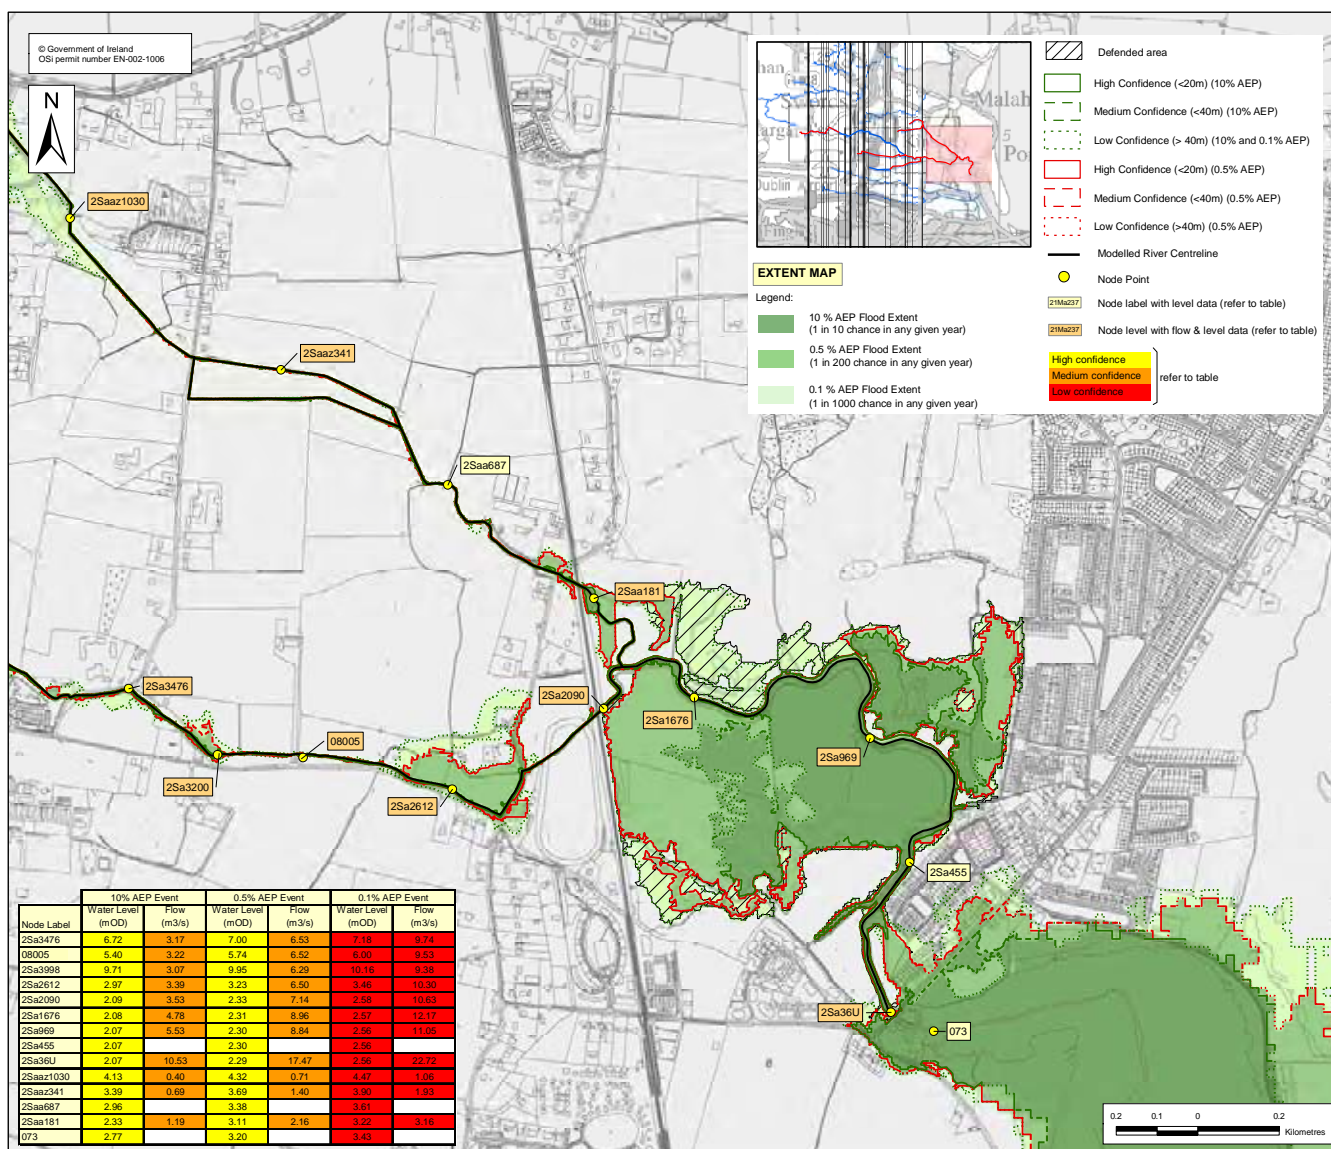 © Government of Ireland
OSi permit number EN-002-1006
N
2Saaz1030
2Saaz341
2Saa687
2Saa181
2Sa3476
2Sa3200
08005
2Sa2612
2Sa2090
2Sa1676
2Sa969
2Sa455
2Sa36U
073
Malah
Dublin
5
EXTENT MAP
Legend:
10 % AEP Flood Extent
(1 in 10 chance in any given year)
0.5 % AEP Flood Extent
(1 in 200 chance in any given year)
0.1 % AEP Flood Extent
(1 in 1000 chance in any given year)
Defended area
High Confidence (<20m) (10% AEP)
Medium Confidence (<40m) (10% AEP)
Low Confidence (> 40m) (10% and 0.1% AEP)
High Confidence (<20m) (0.5% AEP)
Medium Confidence (<40m) (0.5% AEP)
Low Confidence (>40m) (0.5% AEP)
Modelled River Centreline
Node Point
21Ma237 Node label with level data (refer to table)
21Ma237 Node level with flow & level data (refer to table)
High confidence
Medium confidence refer to table
Low confidence
10% AEP Event 0.5% AEP Event 0.1% AEP Event
Water Level Flow Water Level Flow Water Level Flow
Node Label (mOD) (m3/s) (mOD) (m3/s) (mOD) (m3/s)
2Sa3476 6.72 3.17 7.00 6.53 7.18 9.74
08005 5.40 3.22 5.74 6.52 6.00 9.53
2Sa3998 9.71 3.07 9.95 6.29 10.16 9.38
2Sa2612 2.97 3.39 3.23 6.50 3.46 10.30
2Sa2090 2.09 3.53 2.33 7.14 2.58 10.63
2Sa1676 2.08 4.78 2.31 8.96 2.57 12.17
2Sa969 2.07 5.53 2.30 8.84 2.56 11.05
2Sa455 2.07 2.30 2.56
2Sa36U 2.07 10.53 2.29 17.47 2.56 22.72
2Saaz1030 4.13 0.40 4.32 0.71 4.47 1.06
2Saaz341 3.39 0.69 3.69 1.40 3.90 1.93
2Saa687 2.96 3.38 3.61
2Saa181 2.33 1.19 3.11 2.16 3.22 3.16
073 2.77 3.20 3.43
0.2 0.1 0 0.2
Kilometres